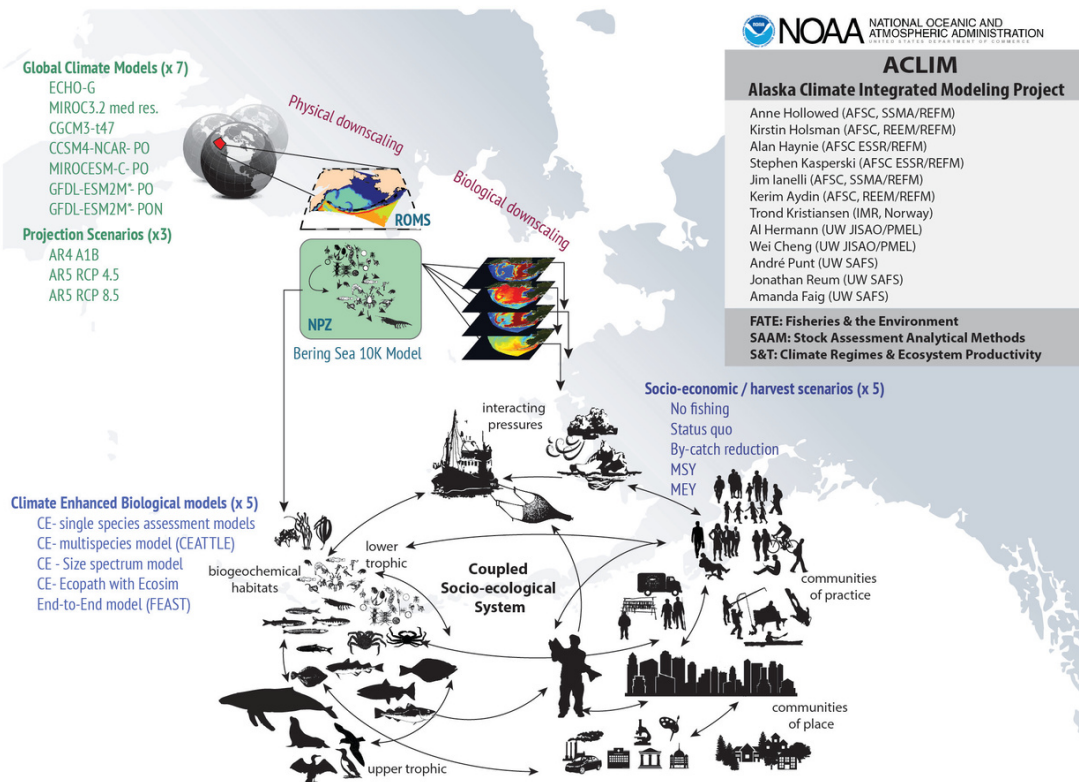 NOAA
NATIONAL OCEANIC AND
ATMOSPHERIC ADMINISTRATION
UNITED STATES DEPARTMENT OF COMMERCE
ACLIM
Alaska Climate Integrated Modeling Project
Anne Hollowed (AFSC, SSMA/REFM)
Kirstin Holsman (AFSC, REEM/REFM)
Alan Haynie (AFSC ESSR/REFM)
Stephen Kasperski (AFSC ESSR/REFM)
Jim Ianelli (AFSC, SSMA/REFM)
Kerim Aydin (AFSC, REEM/REFM)
Trond Kristiansen (IMR, Norway)
Al Hermann (UW JISAO/PMEL)
Wei Cheng (UW JISAO/PMEL)
André Punt (UW SAFS)
Jonathan Reum (UW SAFS)
Amanda Faig (UW SAFS)
FATE: Fisheries & the Environment
SAAM: Stock Assessment Analytical Methods
S&T: Climate Regimes & Ecosystem Productivity
Global Climate Models (x 7)
ECHO-G
MIROC3.2 med res.
CGCM3-t47
CCSM4-NCAR- PO
MIROCESM-C- PO
GFDL-ESM2M*- PO
GFDL-ESM2M*- PON
Projection Scenarios (x3)
AR4 A1B
AR5 RCP 4.5
AR5 RCP 8.5
Physical downscaling
ROMS
Biological downscaling
NPZ
Bering Sea 10K Model
Socio-economic / harvest scenarios (x 5)
No fishing
Status quo
By-catch reduction
MSY
MEY
interacting
pressures
Climate Enhanced Biological models (x 5)
CE- single species assessment models
CE- multispecies model (CEATTLE)
CE - Size spectrum model
CE- Ecopath with Ecosim
End-to-End model (FEAST)
biogeochemical
habitats
lower
trophic
Coupled
Socio-ecological
System
communities
of practice
communities
of place
upper trophic